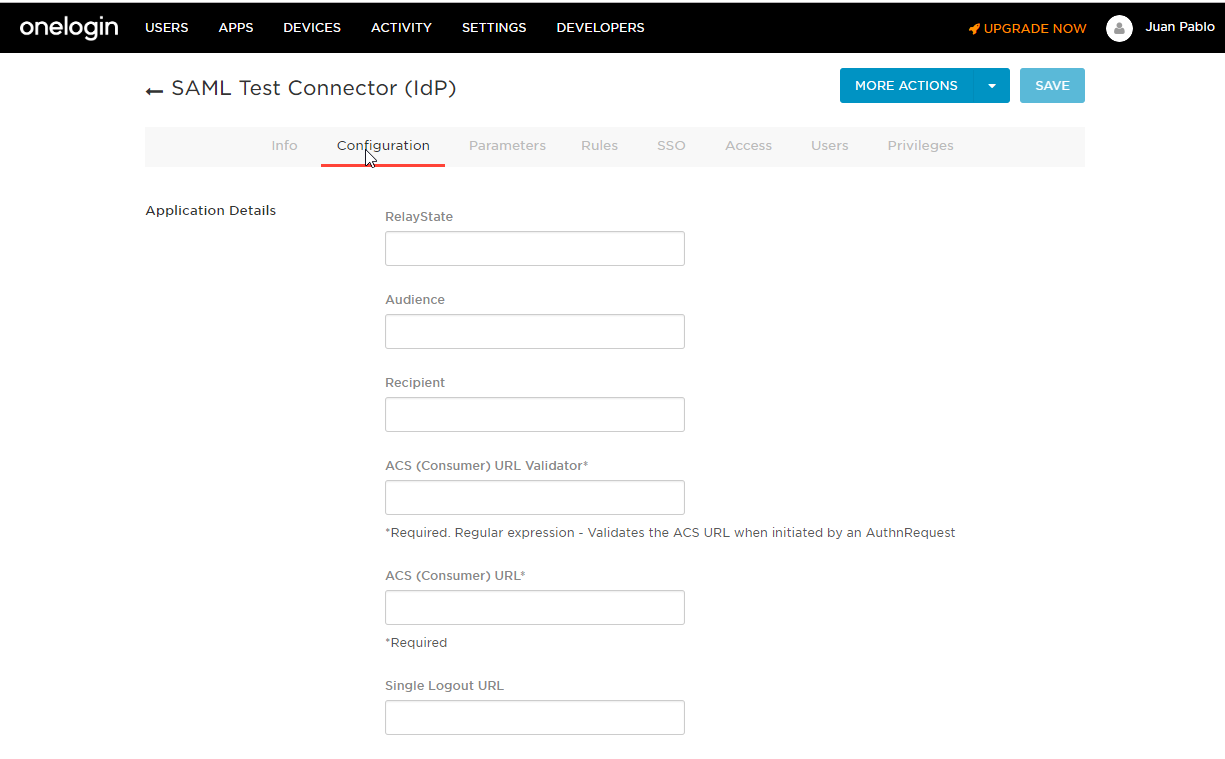 onelogin USERS APPS DEVICES ACTIVITY SETTINGS DEVELOPERS UPGRADE NOW Juan Pablo
← SAML Test Connector (IdP) MORE ACTIONS SAVE
Info Configuration Parameters Rules SSO Access Users Privileges
Application Details
RelayState
Audience
Recipient
ACS (Consumer) URL Validator*
*Required. Regular expression - Validates the ACS URL when initiated by an AuthnRequest
ACS (Consumer) URL*
*Required
Single Logout URL